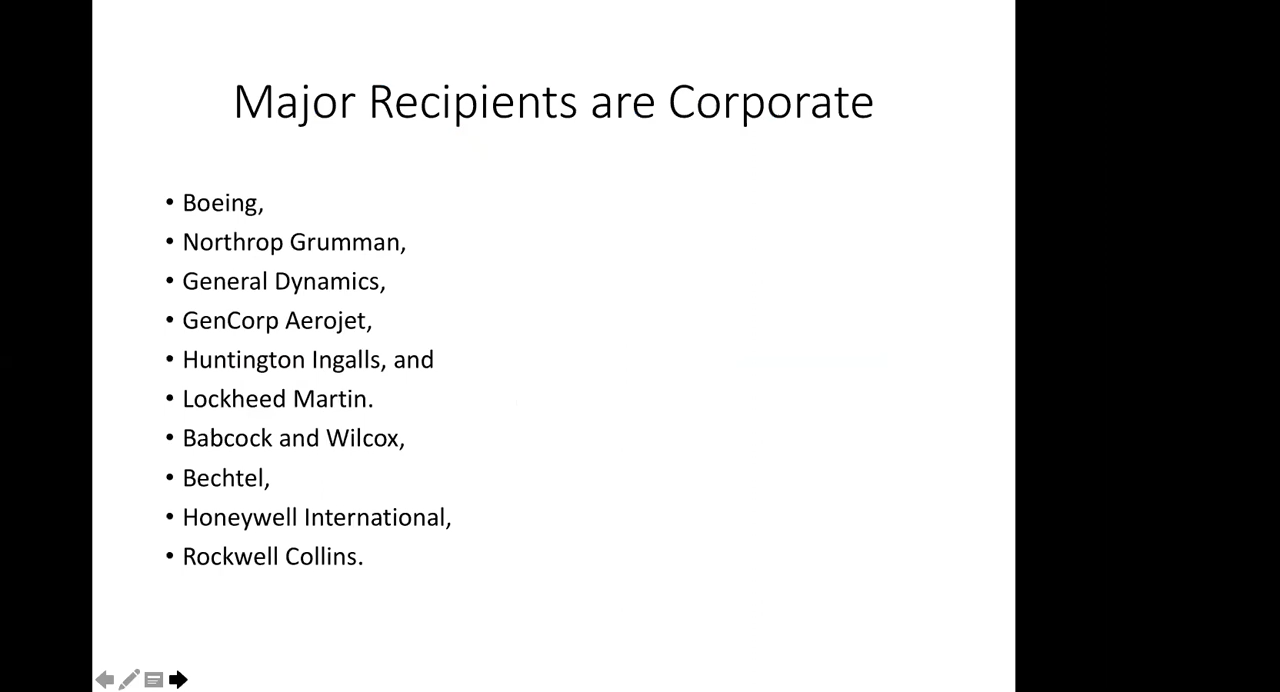 Major Recipients are Corporate
• Boeing,
• Northrop Grumman,
• General Dynamics,
• GenCorp Aerojet,
• Huntington Ingalls, and
• Lockheed Martin.
• Babcock and Wilcox,
• Bechtel,
• Honeywell International,
• Rockwell Collins.